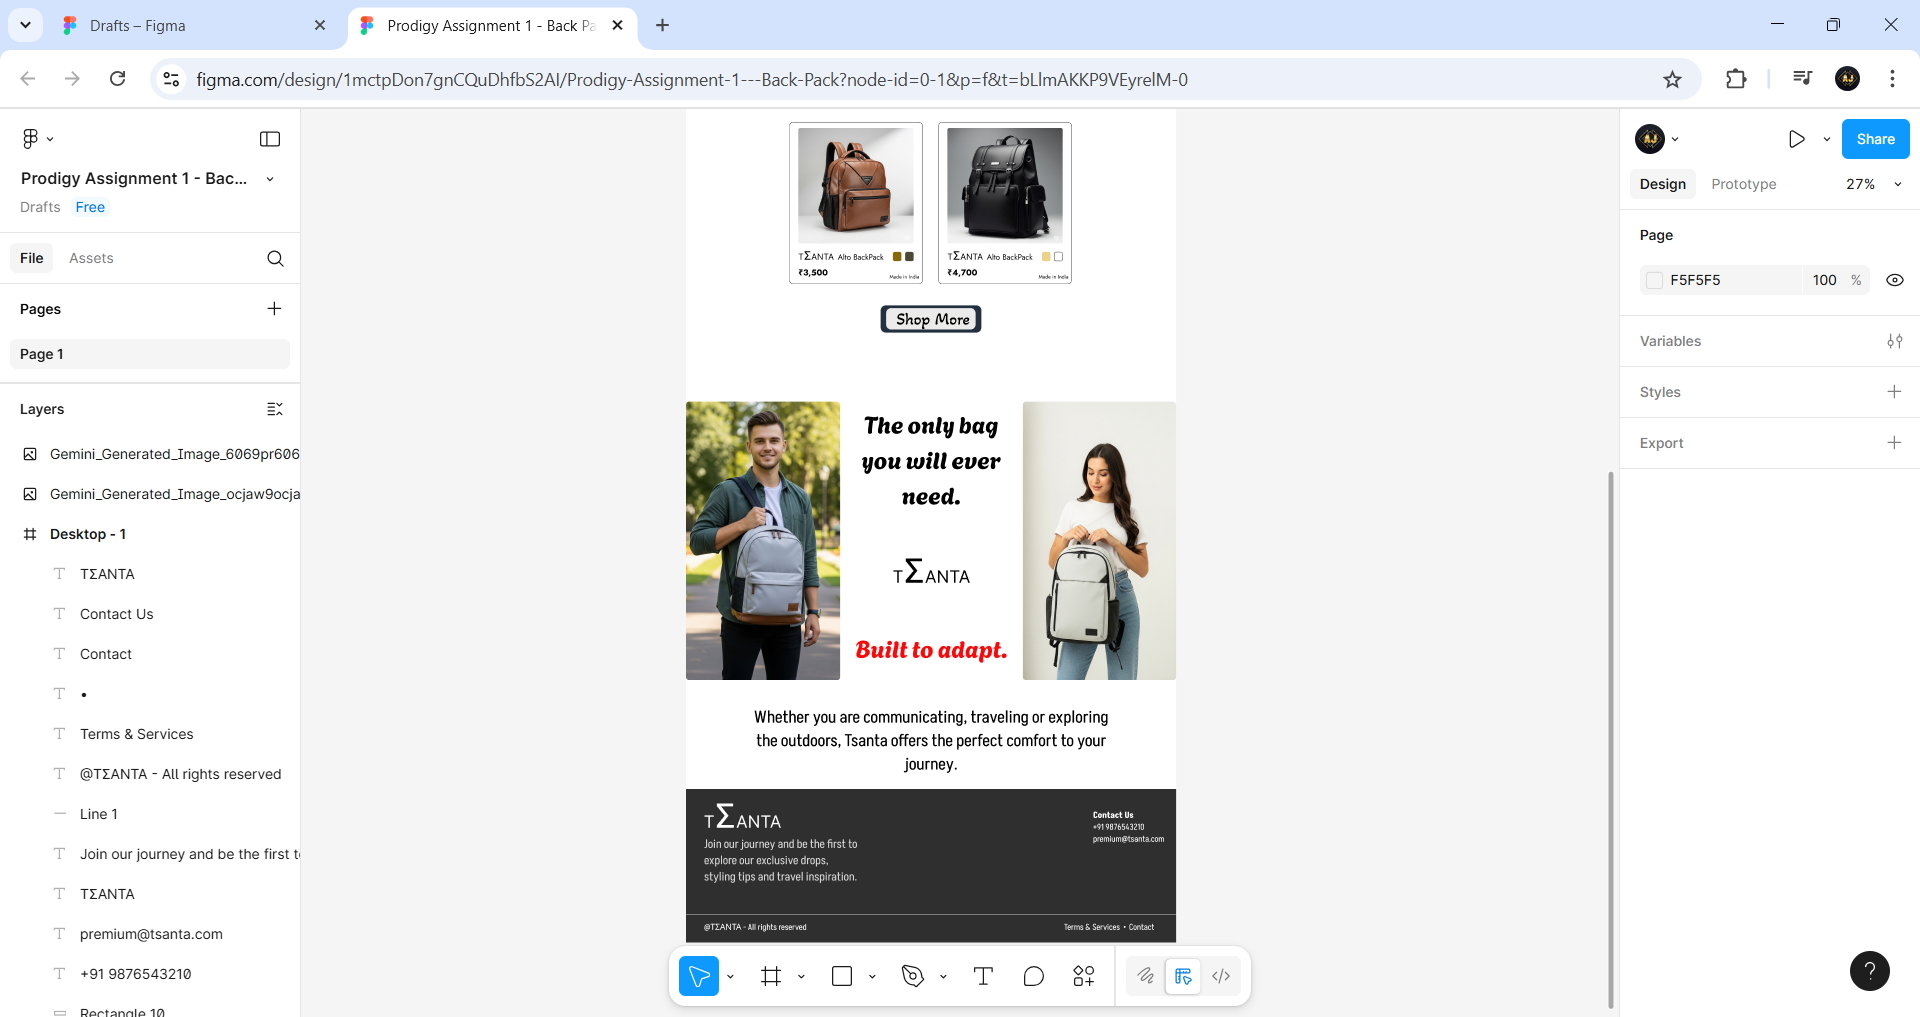 Drafts – Figma
Prodigy Assignment 1 - Back Pa
figma.com/design/1mctpDon7gnCQuDhfbS2AI/Prodigy-Assignment-1---Back-Pack?node-id=0-1&p=f&t=bLlmAKKP9VEyrelM-0
Prodigy Assignment 1 - Bac...
Drafts Free
File Assets
Pages
Page 1
Layers
Gemini_Generated_Image_6069pr606
Gemini_Generated_Image_ocjaw9ocja
Desktop - 1
TΣANTA
Contact Us
Contact
•
Terms & Services
@TΣANTA - All rights reserved
Line 1
Join our journey and be the first t
TΣANTA
premium@tsanta.com
+91 9876543210
Rectangle 10
TΣANTA Alto BackPack
₹3,500
Made in India
TΣANTA Alto BackPack
₹4,700
Made in India
Shop More
The only bag
you will ever
need.
TΣANTA
Built to adapt.
Whether you are communicating, traveling or exploring
the outdoors, Tsanta offers the perfect comfort to your
journey.
TΣANTA
Join our journey and be the first to
explore our exclusive drops,
styling tips and travel inspiration.
Contact Us
+91 9876543210
premium@tsanta.com
@TΣANTA - All rights reserved
Terms & Services • Contact
Share
Design Prototype 27%
Page
F5F5F5 100 %
Variables
Styles
Export
?